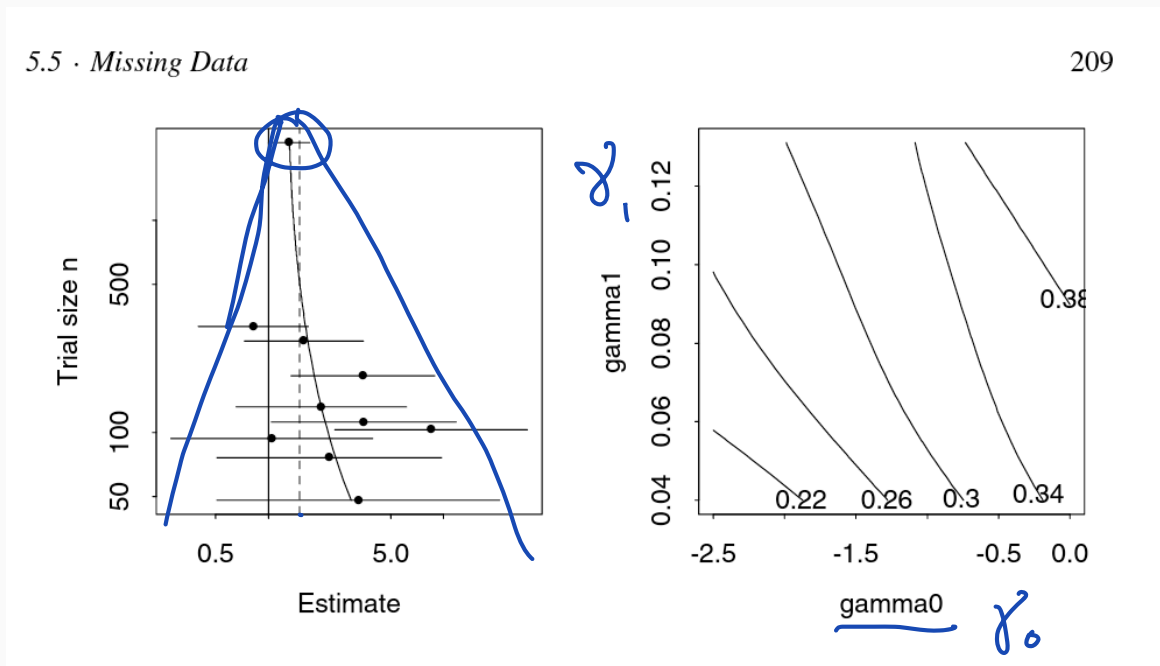 5.5 · Missing Data 209
Trial size n
500
100
50
0.5 5.0
Estimate
γ1
gamma1
0.12
0.10
0.08
0.06
0.04
0.38
0.22 0.26 0.3 0.34
-2.5 -1.5 -0.5 0.0
gamma0 γ0